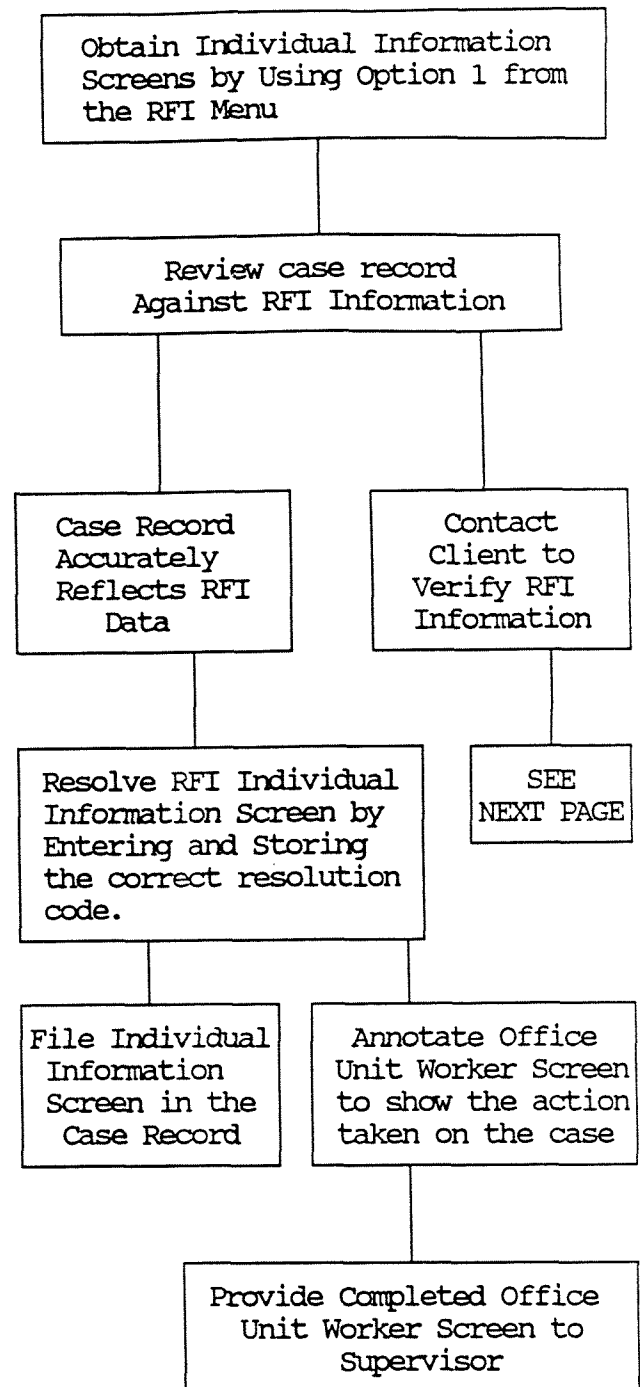 Obtain Individual Information
Screens by Using Option 1 from
the RFI Menu
Review case record
Against RFI Information
Case Record
Accurately
Reflects RFI
Data
Contact
Client to
Verify RFI
Information
Resolve RFI Individual
Information Screen by
Entering and Storing
the correct resolution
code.
SEE
NEXT PAGE
File Individual
Information
Screen in the
Case Record
Annotate Office
Unit Worker Screen
to show the action
taken on the case
Provide Completed Office
Unit Worker Screen to
Supervisor